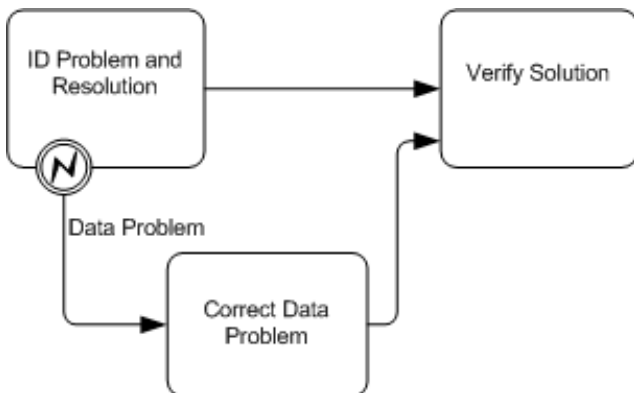 ID Problem and
Resolution
Verify Solution
Data Problem
Correct Data
Problem